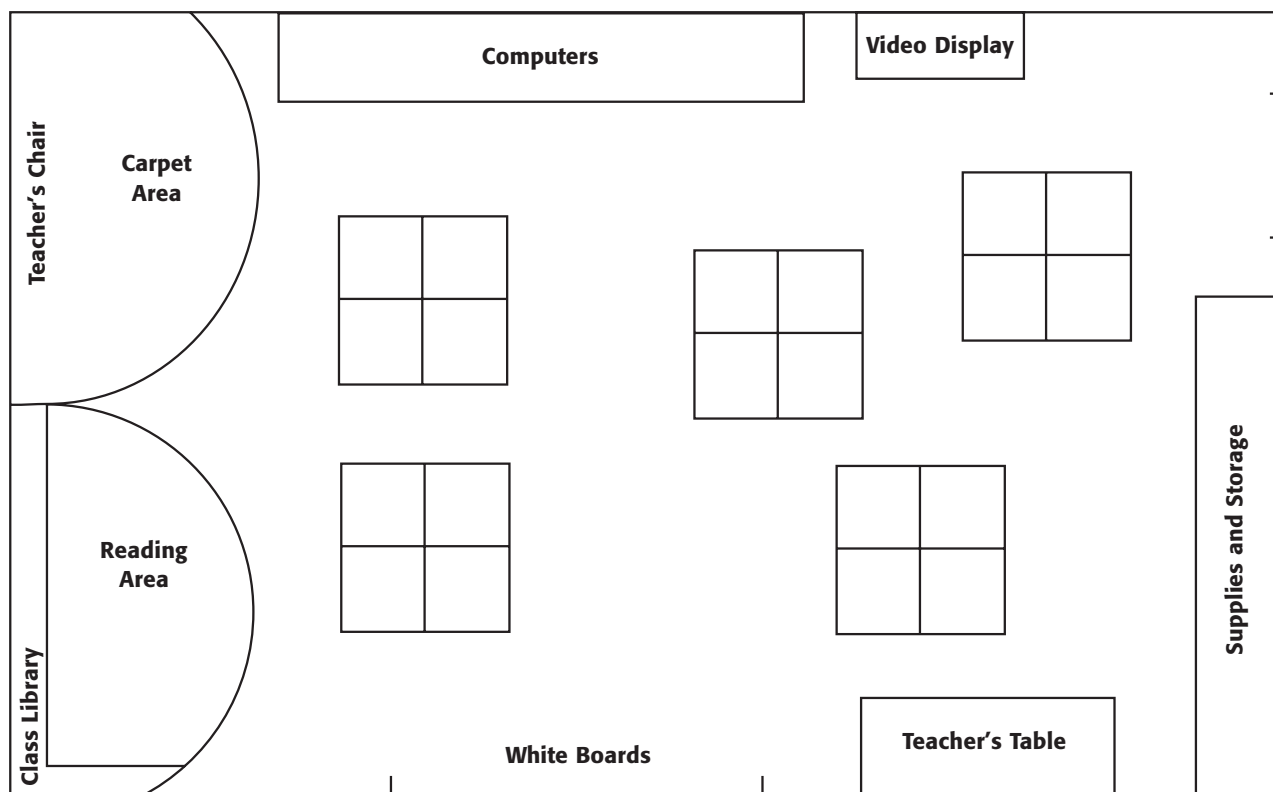 Computers
Video Display
Teacher's Chair
Carpet
Area
Reading
Area
Class Library
White Boards
Teacher's Table
Supplies and Storage